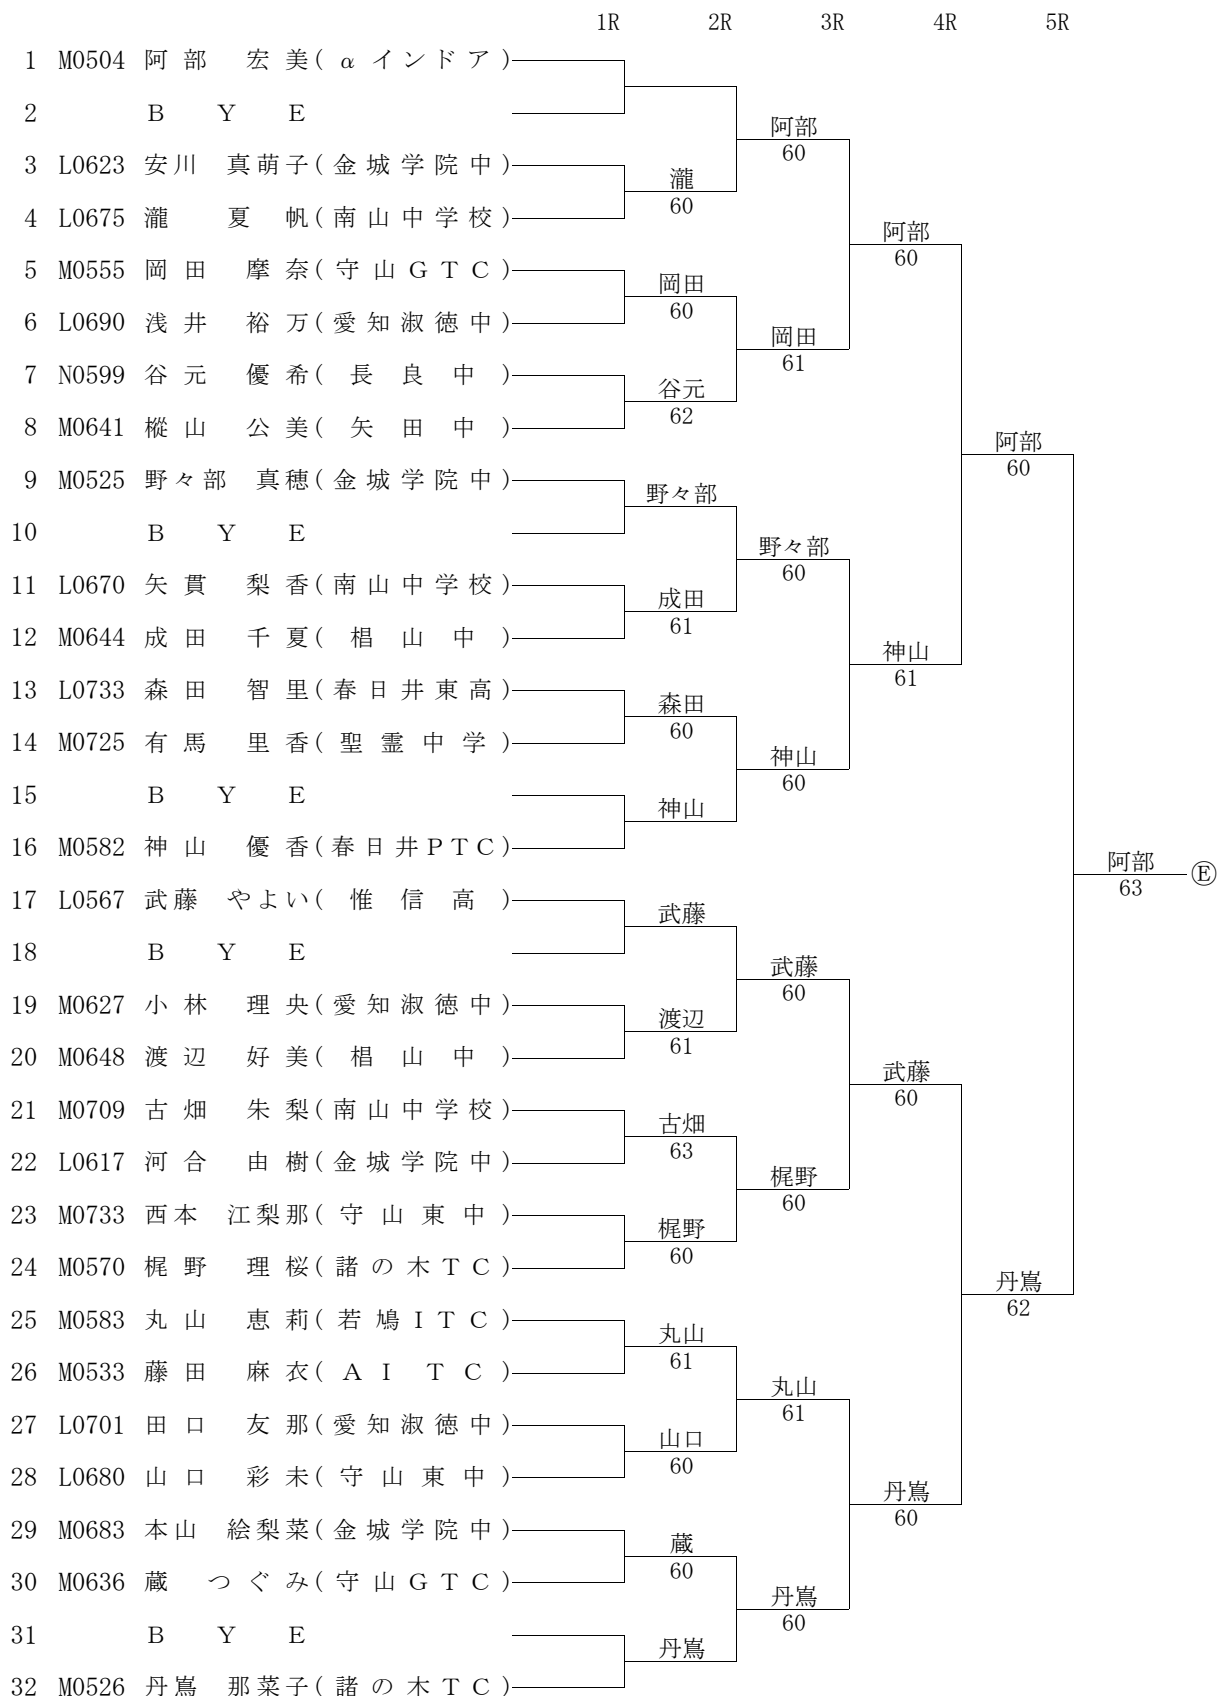 1R 2R 3R 4R 5R
1 M0504 阿部 宏美(αインドア)
2 BYE
阿部
60
3 L0623 安川 真萌子(金城学院中)
瀧
60
4 L0675 瀧 夏帆(南山中学校)
阿部
60
5 M0555 岡田 摩奈(守山GTC)
岡田
60
6 L0690 浅井 裕万(愛知淑徳中)
岡田
61
7 N0599 谷元 優希(長良中)
谷元
62
8 M0641 樅山 公美(矢田中)
阿部
60
9 M0525 野々部 真穂(金城学院中)
野々部
10 BYE
野々部
60
11 L0670 矢貫 梨香(南山中学校)
成田
61
12 M0644 成田 千夏(椙山中)
神山
61
13 L0733 森田 智里(春日井東高)
森田
60
14 M0725 有馬 里香(聖霊中学)
神山
60
15 BYE
神山
16 M0582 神山 優香(春日井PTC)
阿部 Ⓔ
63
17 L0567 武藤 やよい(惟信高)
武藤
18 BYE
武藤
60
19 M0627 小林 理央(愛知淑徳中)
渡辺
61
20 M0648 渡辺 好美(椙山中)
武藤
60
21 M0709 古畑 朱梨(南山中学校)
古畑
63
22 L0617 河合 由樹(金城学院中)
梶野
60
23 M0733 西本 江梨那(守山東中)
梶野
60
24 M0570 梶野 理桜(諸の木TC)
丹嶌
62
25 M0583 丸山 恵莉(若鳩ITC)
丸山
61
26 M0533 藤田 麻衣(AI TC)
丸山
61
27 L0701 田口 友那(愛知淑徳中)
山口
60
28 L0680 山口 彩未(守山東中)
丹嶌
60
29 M0683 本山 絵梨菜(金城学院中)
蔵
60
30 M0636 蔵 つぐみ(守山GTC)
丹嶌
60
31 BYE
丹嶌
32 M0526 丹嶌 那菜子(諸の木TC)